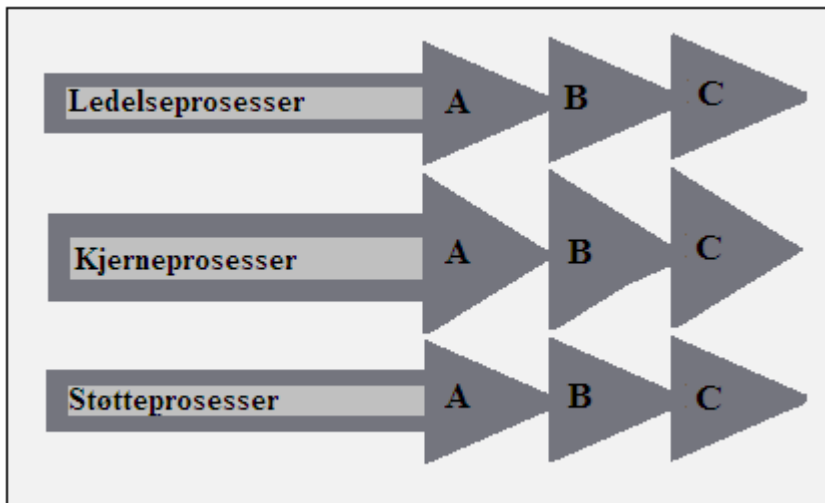 Ledelseprosesser A B C
Kjerneprosesser A B C
Støtteprosesser A B C